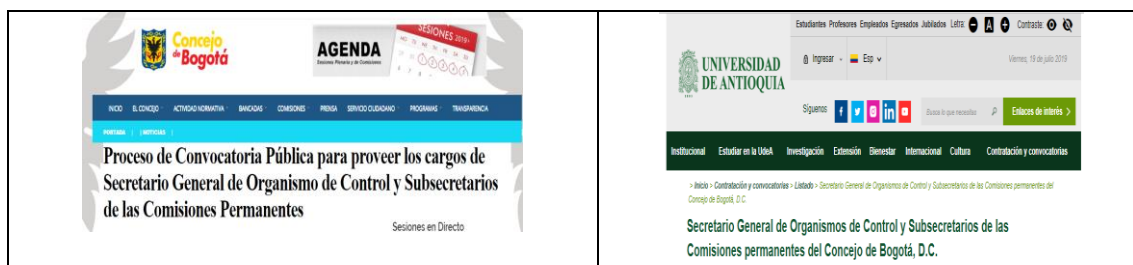 Concejo
de Bogotá
AGENDA
Sesiones Plenaria y de Comisiones
SESIONES 2019
INICIO EL CONCEJO ACTIVIDAD NORMATIVA BANCADAS COMISIONES PRENSA SERVICIO CIUDADANO PROGRAMAS TRANSPARENCIA
PORTADA | NOTICIAS |
Proceso de Convocatoria Pública para proveer los cargos de
Secretario General de Organismo de Control y Subsecretarios
de las Comisiones Permanentes
Sesiones en Directo
Estudiantes Profesores Empleados Egresados Jubilados Letra: A Contraste:
UNIVERSIDAD
DE ANTIOQUIA
Ingresar Esp
Viernes, 19 de julio 2019
Síguenos
Busca lo que necesitas
Enlaces de interés >
Institucional Estudiar en la UdeA Investigación Extensión Bienestar Internacional Cultura Contratación y convocatorias
> Inicio > Contratación y convocatorias > Listado > Secretario General de Organismos de Control y Subsecretarios de las Comisiones permanentes del
Concejo de Bogotá, D.C.
Secretario General de Organismos de Control y Subsecretarios de las
Comisiones permanentes del Concejo de Bogotá, D.C.